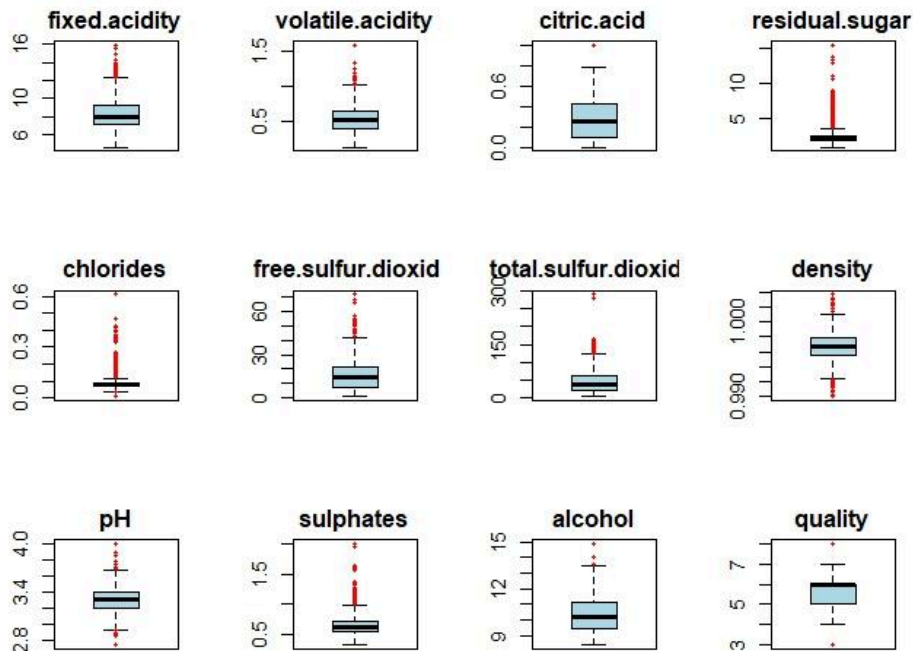 fixed.acidity
6 10 16
volatile.acidity
0.5 1.5
citric.acid
0.0 0.6
residual.sugar
5 10
chlorides
0.0 0.3 0.6
free.sulfur.dioxid
0 30 60
total.sulfur.dioxid
0 150 300
density
0.990 1.000
pH
2.8 3.4 4.0
sulphates
0.5 1.5
alcohol
9 12 15
quality
3 5 7